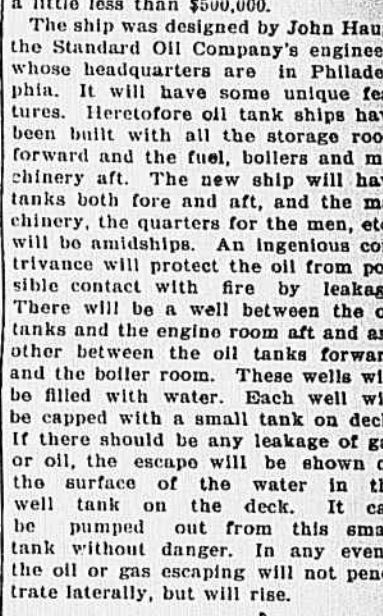 a little less than $500,000.
The ship was designed by John Hau
the Standard Oil Company's enginee
whose headquarters are in Philade
phia. It will have some unique fea
tures. Heretofore oil tank ships hav
been built with all the storage roo
forward and the fuel, boilers and m
chinery aft. The new ship will hav
tanks both fore and aft, and the m
chinery, the quarters for the men, etc
will be amidships. An ingenious co
trivance will protect the oil from po
sible contact with fire by leakag
There will be a well between the o
tanks and the engine room aft and a
other between the oil tanks forwar
and the boiler room. These wells wi
be filled with water. Each well wi
be capped with a small tank on deck
If there should be any leakage of ga
or oil, the escape will be shown o
the surface of the water in th
well tank on the deck. It ca
be pumped out from this sma
tank without danger. In any even
the oil or gas escaping will not pen
trate laterally, but will rise.